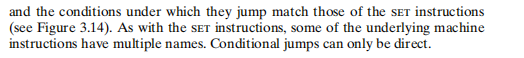 and the conditions under which they jump match those of the SET instructions
(see Figure 3.14). As with the SET instructions, some of the underlying machine
instructions have multiple names. Conditional jumps can only be direct.